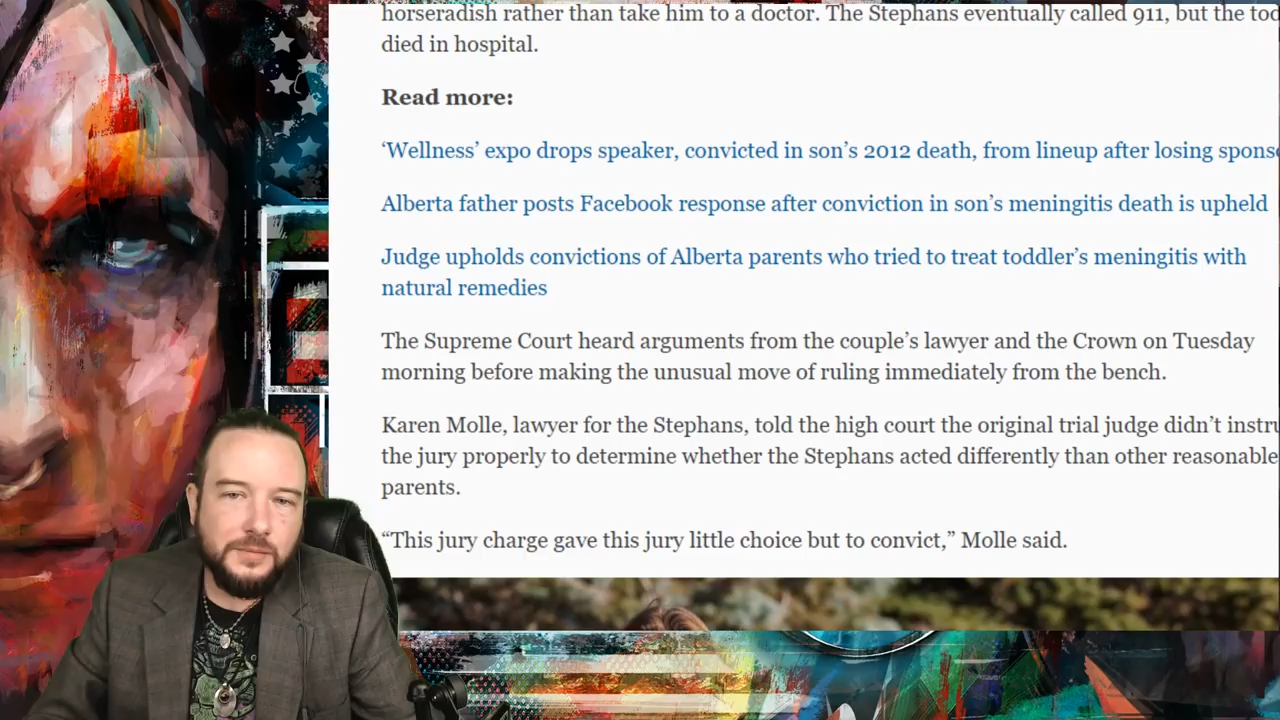 horseradish rather than take him to a doctor. The Stephans eventually called 911, but the
died in hospital.
Read more:
‘Wellness’ expo drops speaker, convicted in son’s 2012 death, from lineup after losing
Alberta father posts Facebook response after conviction in son’s meningitis death is upheld
Judge upholds convictions of Alberta parents who tried to treat toddler’s meningitis with
natural remedies
The Supreme Court heard arguments from the couple’s lawyer and the Crown on Tuesday
morning before making the unusual move of ruling immediately from the bench.
Karen Molle, lawyer for the Stephans, told the high court the original trial judge didn’t
the jury properly to determine whether the Stephans acted differently than other reasonable
parents.
“This jury charge gave this jury little choice but to convict,” Molle said.